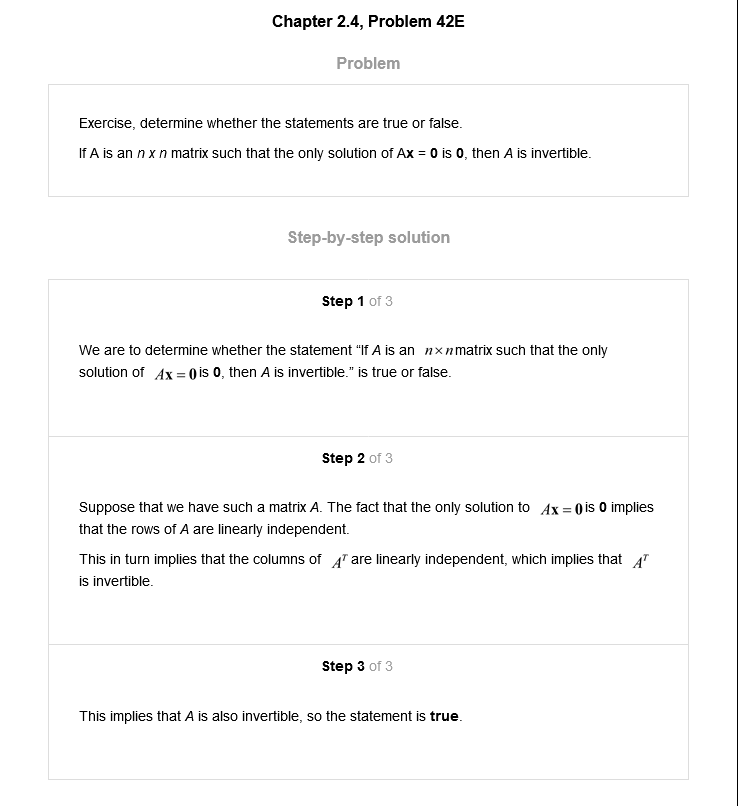 Chapter 2.4, Problem 42E
Problem
Exercise, determine whether the statements are true or false.
If A is an n x n matrix such that the only solution of Ax = 0 is 0, then A is invertible.
Step-by-step solution
Step 1 of 3
We are to determine whether the statement “If A is an n×n matrix such that the only
solution of Ax = 0 is 0, then A is invertible.” is true or false.
Step 2 of 3
Suppose that we have such a matrix A. The fact that the only solution to Ax = 0 is 0 implies
that the rows of A are linearly independent.
This in turn implies that the columns of Aᵀ are linearly independent, which implies that Aᵀ
is invertible.
Step 3 of 3
This implies that A is also invertible, so the statement is true.